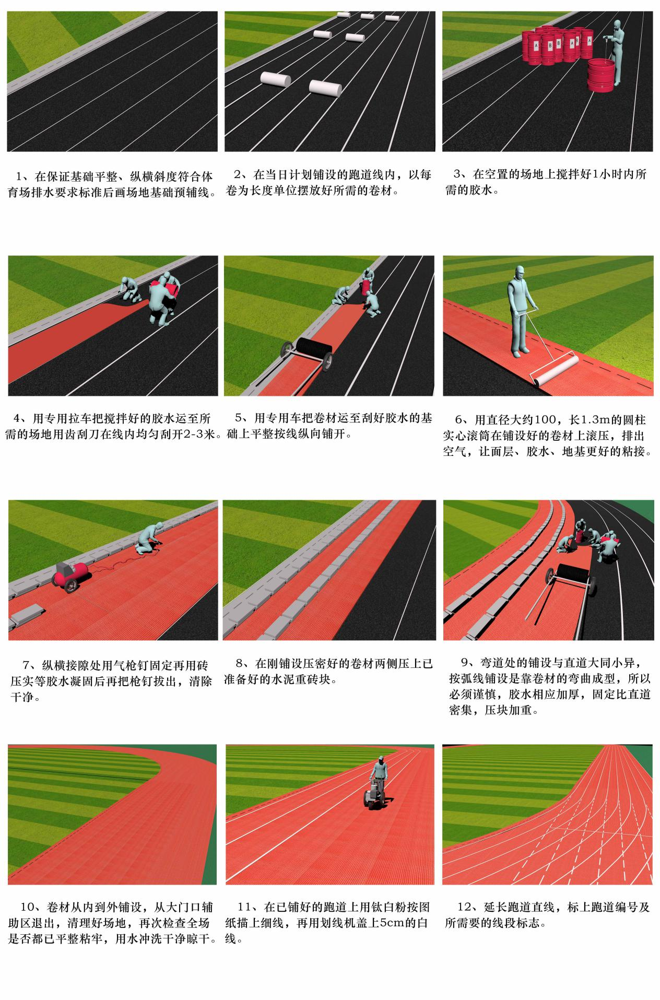 A
B
B
A
B
A
1、在保证基础平整、纵横斜度符合体
育场排水要求标准后画场地基础预辅线。
2、在当日计划铺设的跑道线内，以每
卷为长度单位摆放好所需的卷材。
3、在空置的场地上搅拌好1小时内所
需的胶水。
4、用专用拉车把搅拌好的胶水运至所
需的场地用齿刮刀在线内均匀刮开2-3米。
5、用专用车把卷材运至刮好胶水的基
础上平整按线纵向铺开。
6、用直径大约100，长1.3m的圆柱
实心滚筒在铺设好的卷材上滚压，排出
空气，让面层、胶水、地基更好的粘接。
7、纵横接隙处用气枪钉固定再用砖
压实等胶水凝固后再把枪钉拔出，清除
干净。
8、在刚铺设压密好的卷材两侧压上已
准备好的水泥重砖块。
9、弯道处的铺设与直道大同小异，
按弧线铺设是靠卷材的弯曲成型，所以
必须谨慎，胶水相应加厚，固定比直道
密集，压块加重。
10、卷材从内到外铺设，从大门口辅
助区退出，清理好场地，再次检查全场
是否都已平整粘牢，用水冲洗干净晾干。
11、在已铺好的跑道上用钛白粉按图
纸描上细线，再用划线机盖上5cm的白
线。
12、延长跑道直线，标上跑道编号及
所需要的线段标志。